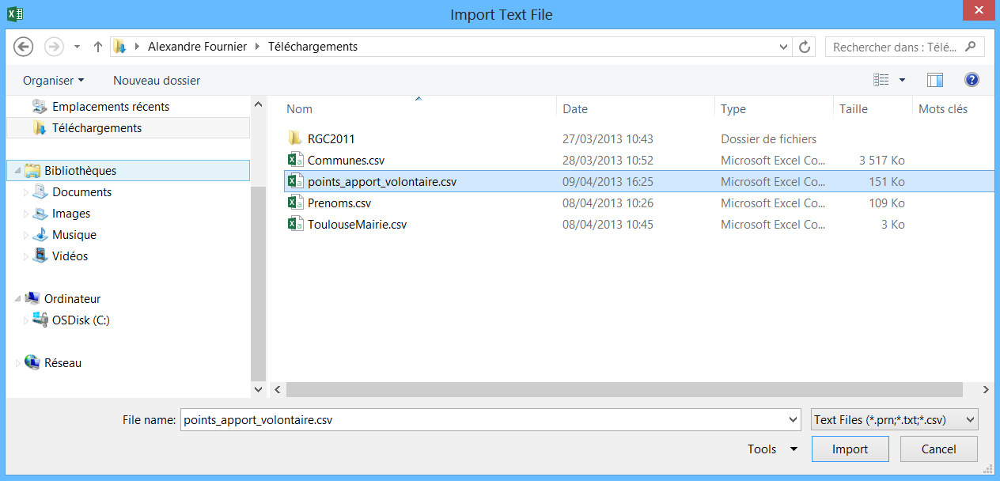 Import Text File
Alexandre Fournier Téléchargements
Rechercher dans : Télé...
Organiser Nouveau dossier
Emplacements récents
Téléchargements
Bibliothèques
Documents
Images
Musique
Vidéos
Ordinateur
OSDisk (C:)
Réseau
Nom Date Type Taille Mots clés
RGC2011 27/03/2013 10:43 Dossier de fichiers
Communes.csv 28/03/2013 10:52 Microsoft Excel Co... 3 517 Ko
points_apport_volontaire.csv 09/04/2013 16:25 Microsoft Excel Co... 151 Ko
Prenoms.csv 08/04/2013 10:26 Microsoft Excel Co... 109 Ko
ToulouseMairie.csv 08/04/2013 10:45 Microsoft Excel Co... 3 Ko
File name: points_apport_volontaire.csv Text Files (*.prn;*.txt;*.csv)
Tools Import Cancel